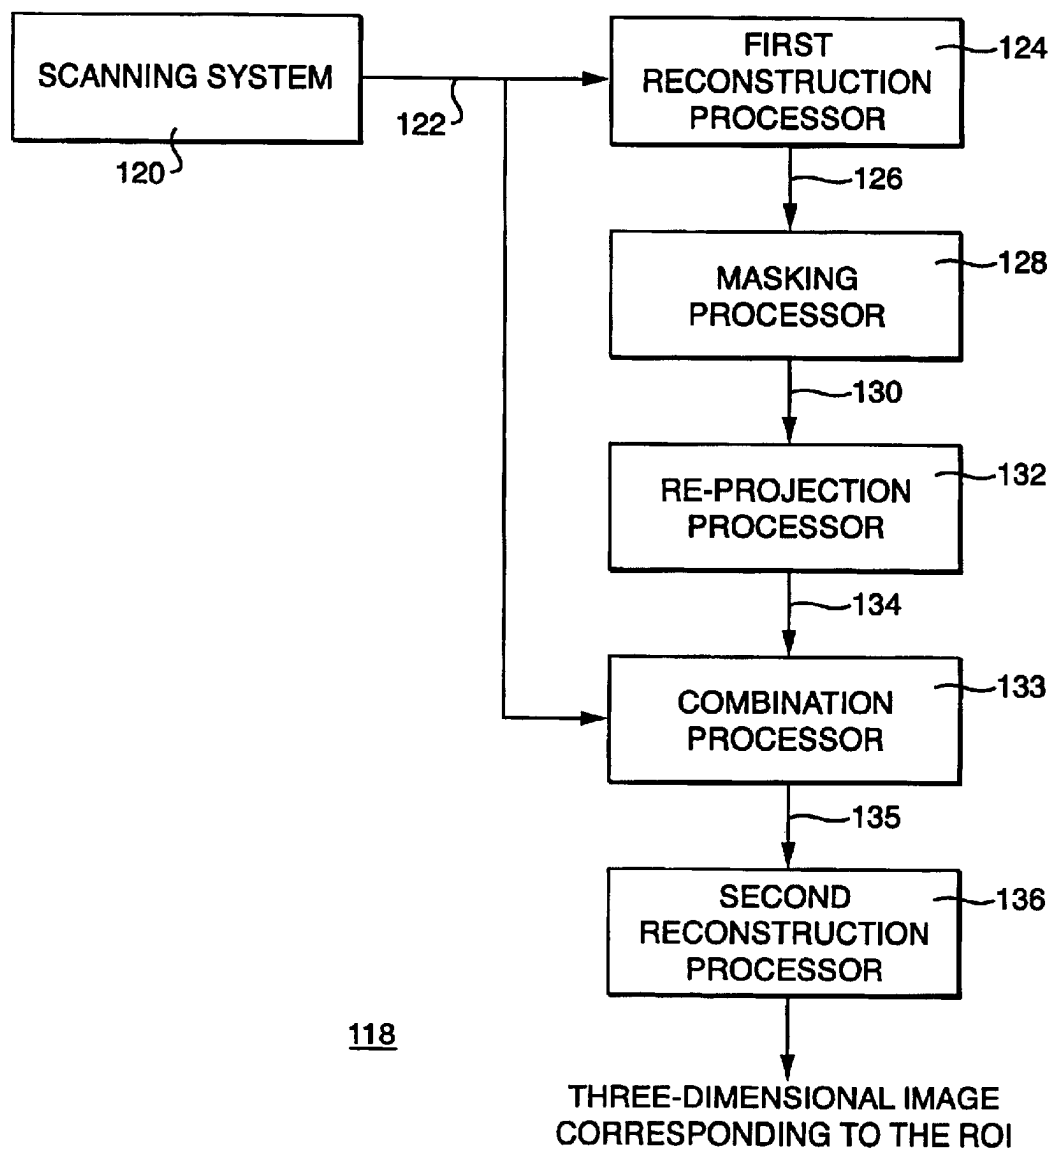 SCANNING SYSTEM
120
122
FIRST
RECONSTRUCTION
PROCESSOR
124
126
MASKING
PROCESSOR
128
130
RE-PROJECTION
PROCESSOR
132
134
COMBINATION
PROCESSOR
133
135
SECOND
RECONSTRUCTION
PROCESSOR
136
118
THREE-DIMENSIONAL IMAGE
CORRESPONDING TO THE ROI